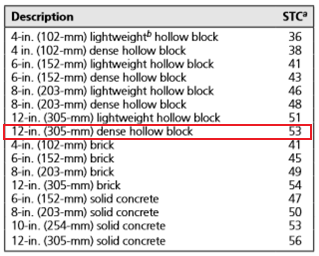 Description STCᵃ
4-in. (102-mm) lightweightᵇ hollow block 36
4 in. (102-mm) dense hollow block 38
6-in. (152-mm) lightweight hollow block 41
6-in. (152-mm) dense hollow block 43
8-in. (203-mm) lightweight hollow block 46
8-in. (203-mm) dense hollow block 48
12-in. (305-mm) lightweight hollow block 51
12-in. (305-mm) dense hollow block 53
4-in. (102-mm) brick 41
6-in. (152-mm) brick 45
8-in. (203-mm) brick 49
12-in. (305-mm) brick 54
6-in. (152-mm) solid concrete 47
8-in. (203-mm) solid concrete 50
10-in. (254-mm) solid concrete 53
12-in. (305-mm) solid concrete 56